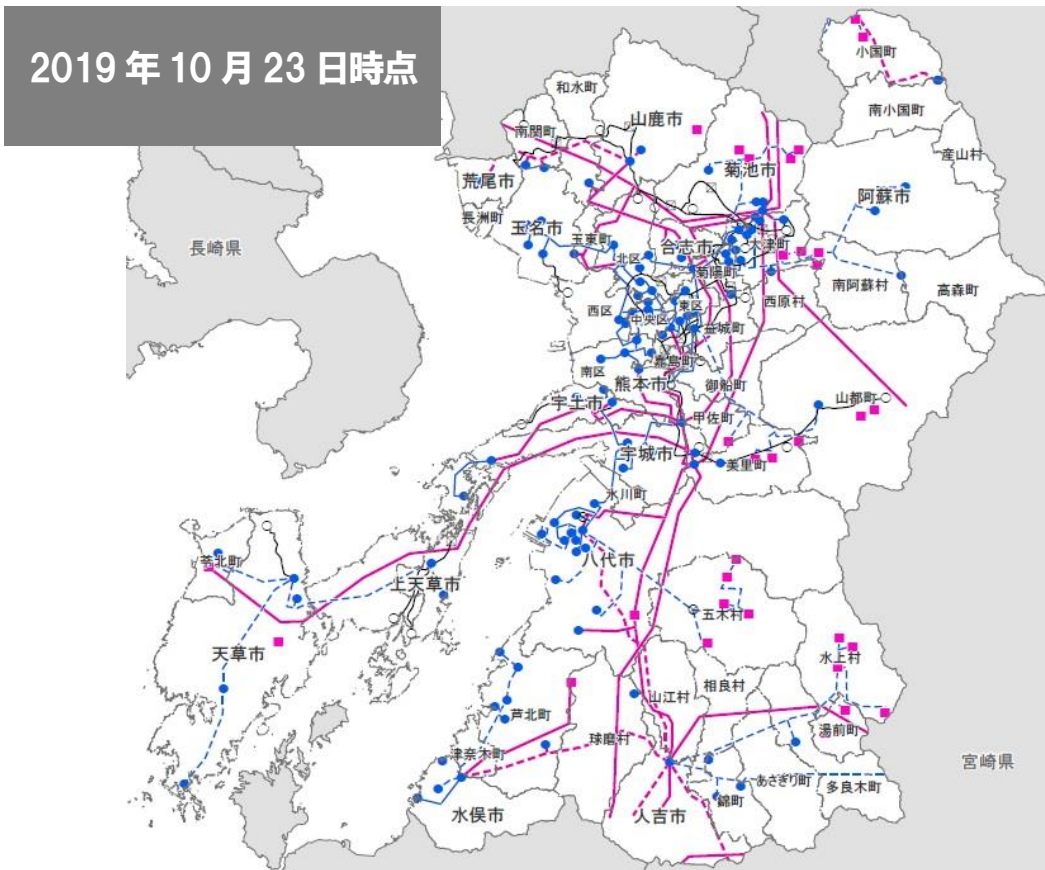 2019年10月23日時点
小国町
和水町
南小国町
山鹿市
南関町
産山村
菊池市
荒尾市
阿蘇市
長洲町
玉名市
玉東町
合志市
大津町
長崎県
北区
菊陽町
南阿蘇村
高森町
西原村
西区
東区
中央区
益城町
嘉島町
南区
熊本市
御船町
山都町
宇土市
甲佐町
宇城市
美里町
氷川町
八代市
苓北町
上天草市
五木村
天草市
水上村
相良村
山江村
芦北町
湯前町
球磨村
津奈木町
宮崎県
あさぎり町
多良木町
錦町
水俣市
人吉市